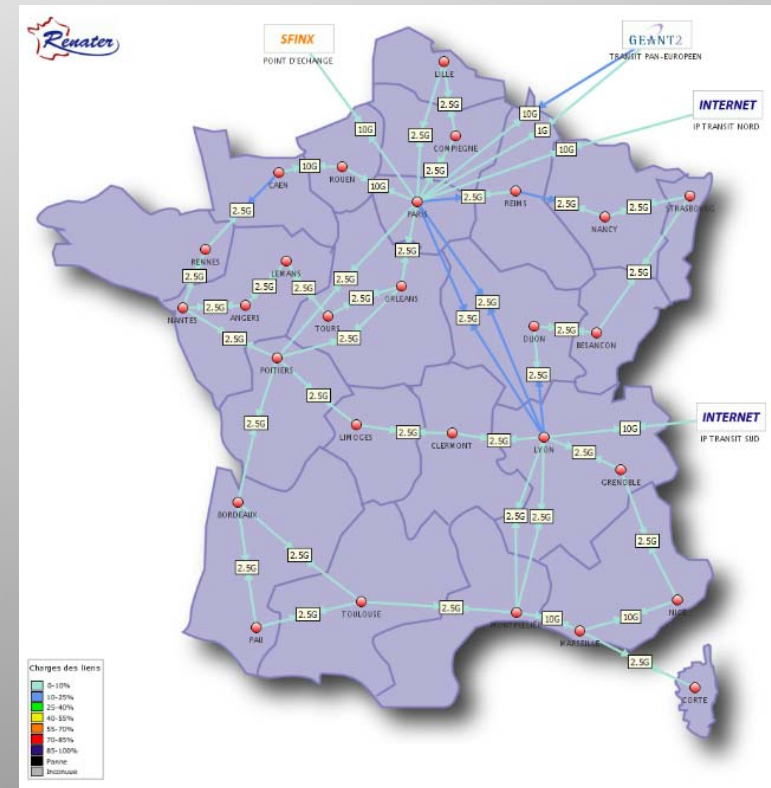 Renater
SFINX
POINT D'ECHANGE
GEANT2
TRANSIT PAN-EUROPEEN
INTERNET
IP TRANSIT NORD
LILLE
2.5G
10G
1G
10G
2.5G
COMPIEGNE
10G
2.5G
CAEN
10G
ROUEN
10G
PARIS
2.5G
REIMS
2.5G
NANCY
2.5G
STRASBOURG
2.5G
RENNES
2.5G
LEMANS
2.5G
2.5G
2.5G
2.5G
NANTES
2.5G
ANGERS
2.5G
TOURS
2.5G
ORLEANS
2.5G
2.5G
DIJON
2.5G
BESANCON
2.5G
2.5G
POITIERS
2.5G
2.5G
INTERNET
IP TRANSIT SUD
2.5G
LIMOGES
2.5G
CLERMONT
2.5G
LYON
10G
2.5G
GRENOBLE
BORDEAUX
2.5G
2.5G
2.5G
2.5G
2.5G
PAU
2.5G
TOULOUSE
2.5G
MONTPELLIER
10G
MARSEILLE
10G
NICE
2.5G
CORTE
Charges des liens
0-10%
10-25%
25-40%
40-55%
55-70%
70-85%
85-100%
Panne
Inconnue